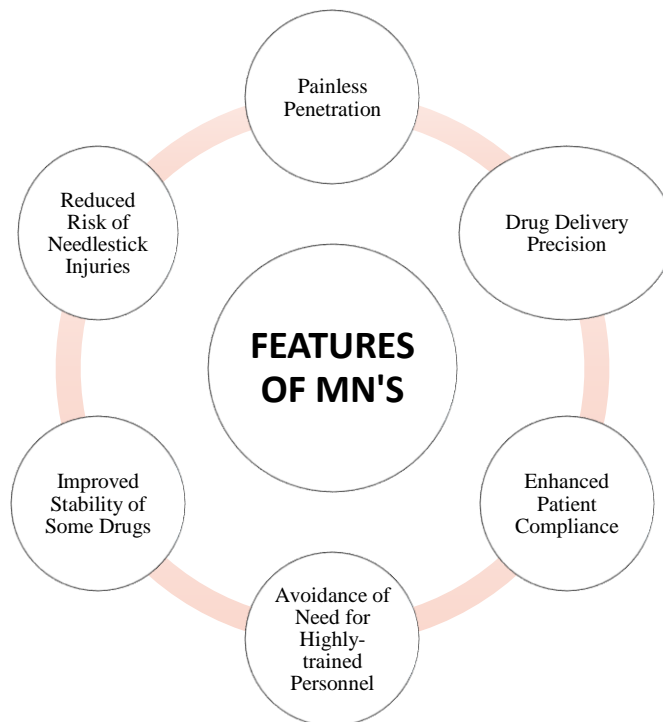 Painless
Penetration
Drug Delivery
Precision
Enhanced
Patient
Compliance
Avoidance of
Need for
Highly-
trained
Personnel
Improved
Stability of
Some Drugs
Reduced
Risk of
Needlestick
Injuries
FEATURES
OF MN'S